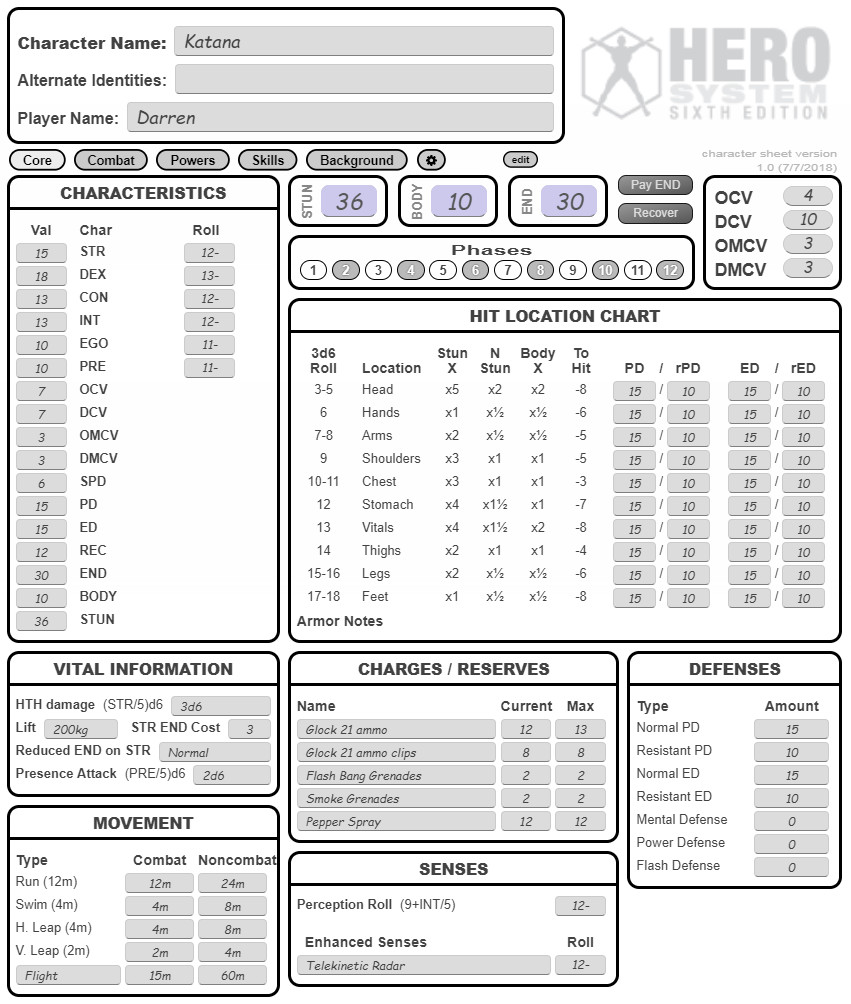 Character Name: Katana
Alternate Identities:
Player Name: Darren
HERO
SYSTEM
SIXTH EDITION
Core Combat Powers Skills Background edit
character sheet version
1.0 (7/7/2018)
CHARACTERISTICS
Val Char Roll
15 STR 12-
18 DEX 13-
13 CON 12-
13 INT 12-
10 EGO 11-
10 PRE 11-
7 OCV
7 DCV
3 OMCV
3 DMCV
6 SPD
15 PD
15 ED
12 REC
30 END
10 BODY
36 STUN
STUN 36 BODY 10 END 30
Pay END
Recover
OCV 4
DCV 10
OMCV 3
DMCV 3
Phases
1 2 3 4 5 6 7 8 9 10 11 12
HIT LOCATION CHART
3d6 Stun N Body To
Roll Location X Stun X Hit PD / rPD ED / rED
3-5 Head x5 x2 x2 -8 15 / 10 15 / 10
6 Hands x1 x½ x½ -6 15 / 10 15 / 10
7-8 Arms x2 x½ x½ -5 15 / 10 15 / 10
9 Shoulders x3 x1 x1 -5 15 / 10 15 / 10
10-11 Chest x3 x1 x1 -3 15 / 10 15 / 10
12 Stomach x4 x1½ x1 -7 15 / 10 15 / 10
13 Vitals x4 x1½ x2 -8 15 / 10 15 / 10
14 Thighs x2 x1 x1 -4 15 / 10 15 / 10
15-16 Legs x2 x½ x½ -6 15 / 10 15 / 10
17-18 Feet x1 x½ x½ -8 15 / 10 15 / 10
Armor Notes
VITAL INFORMATION
HTH damage (STR/5)d6 3d6
Lift 200kg STR END Cost 3
Reduced END on STR Normal
Presence Attack (PRE/5)d6 2d6
MOVEMENT
Type Combat Noncombat
Run (12m) 12m 24m
Swim (4m) 4m 8m
H. Leap (4m) 4m 8m
V. Leap (2m) 2m 4m
Flight 15m 60m
CHARGES / RESERVES
Name Current Max
Glock 21 ammo 12 13
Glock 21 ammo clips 8 8
Flash Bang Grenades 2 2
Smoke Grenades 2 2
Pepper Spray 12 12
SENSES
Perception Roll (9+INT/5) 12-
Enhanced Senses Roll
Telekinetic Radar 12-
DEFENSES
Type Amount
Normal PD 15
Resistant PD 10
Normal ED 15
Resistant ED 10
Mental Defense 0
Power Defense 0
Flash Defense 0